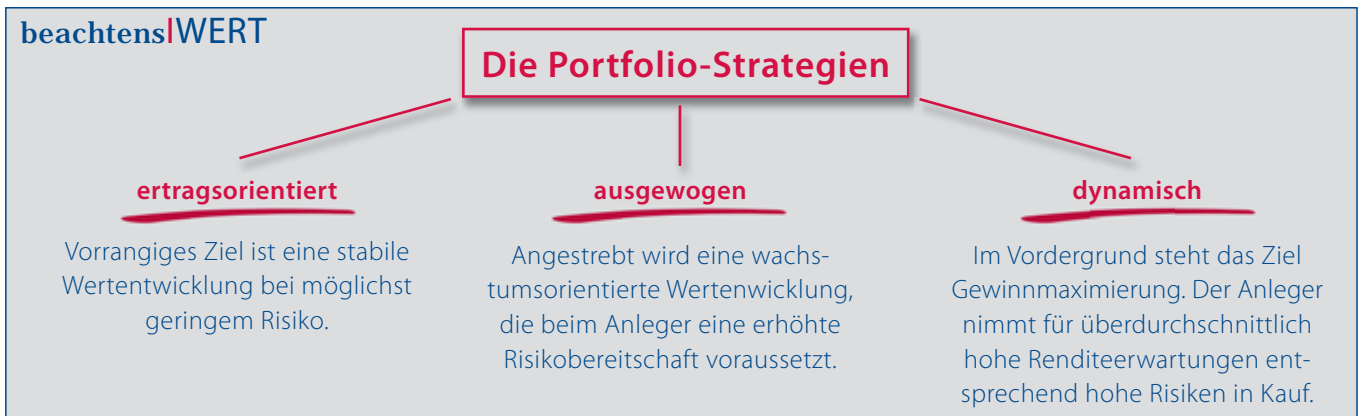 beachtens|WERT
Die Portfolio-Strategien
ertragsorientiert
Vorrangiges Ziel ist eine stabile
Wertentwicklung bei möglichst
geringem Risiko.
ausgewogen
Angestrebt wird eine wachs-
tumsorientierte Wertenwicklung,
die beim Anleger eine erhöhte
Risikobereitschaft voraussetzt.
dynamisch
Im Vordergrund steht das Ziel
Gewinnmaximierung. Der Anleger
nimmt für überdurchschnittlich
hohe Renditeerwartungen ent-
sprechend hohe Risiken in Kauf.